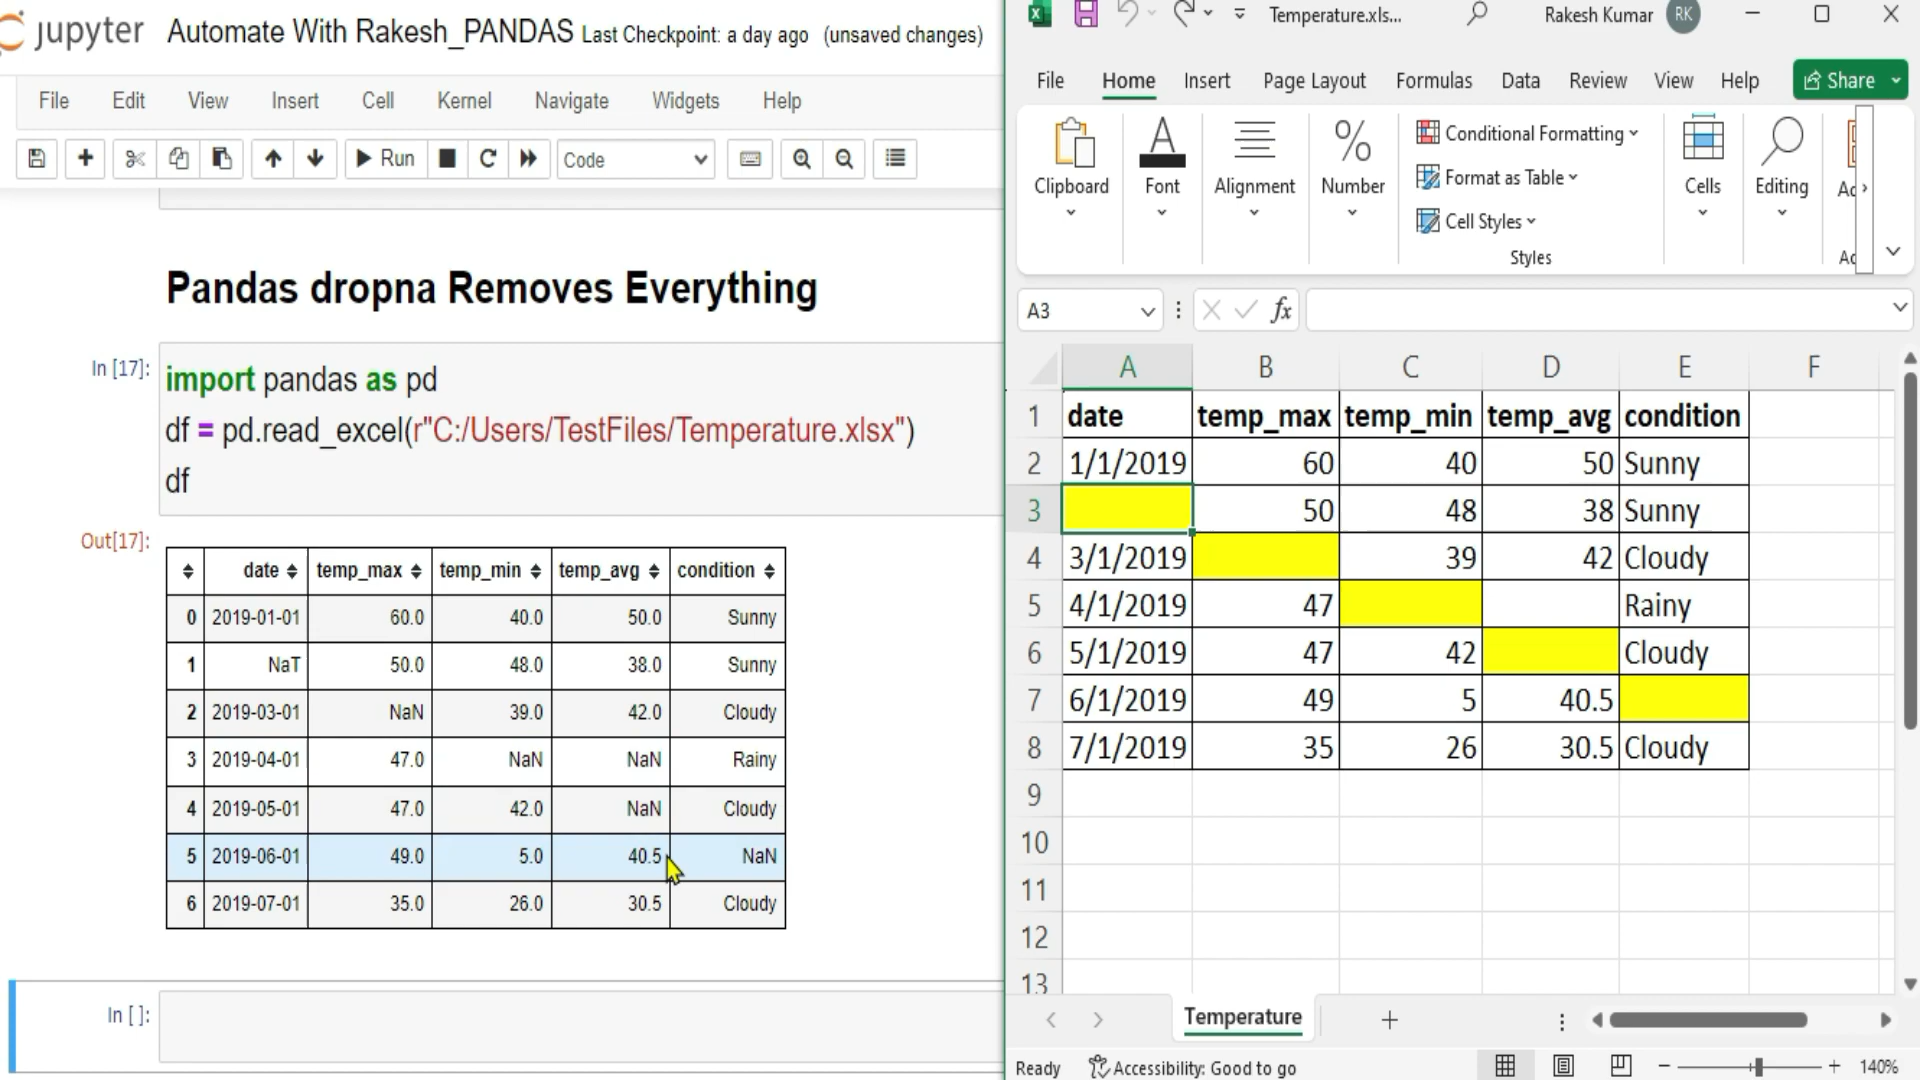 jupyter Automate With Rakesh_PANDAS Last Checkpoint: a day ago (unsaved changes)
File Edit View Insert Cell Kernel Navigate Widgets Help
Run Code
Pandas dropna Removes Everything
In [17]:
import pandas as pd
df = pd.read_excel(r"C:/Users/TestFiles/Temperature.xlsx")
df
Out[17]:
date temp_max temp_min temp_avg condition
0 2019-01-01 60.0 40.0 50.0 Sunny
1 NaT 50.0 48.0 38.0 Sunny
2 2019-03-01 NaN 39.0 42.0 Cloudy
3 2019-04-01 47.0 NaN NaN Rainy
4 2019-05-01 47.0 42.0 NaN Cloudy
5 2019-06-01 49.0 5.0 40.5 NaN
6 2019-07-01 35.0 26.0 30.5 Cloudy
In [ ]:
Temperature.xls... Rakesh Kumar RK
File Home Insert Page Layout Formulas Data Review View Help Share
Clipboard Font Alignment Number
Conditional Formatting
Format as Table
Cell Styles
Styles
Cells Editing
A3 fx
A B C D E F
1 date temp_max temp_min temp_avg condition
2 1/1/2019 60 40 50 Sunny
3 50 48 38 Sunny
4 3/1/2019 39 42 Cloudy
5 4/1/2019 47 Rainy
6 5/1/2019 47 42 Cloudy
7 6/1/2019 49 5 40.5
8 7/1/2019 35 26 30.5 Cloudy
9
10
11
12
13
Temperature
Ready Accessibility: Good to go 140%